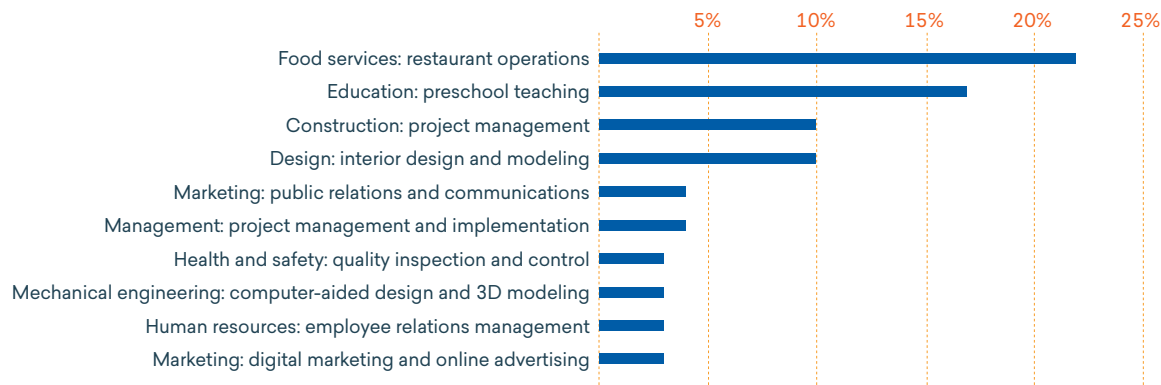 5% 10% 15% 20% 25%
Food services: restaurant operations
Education: preschool teaching
Construction: project management
Design: interior design and modeling
Marketing: public relations and communications
Management: project management and implementation
Health and safety: quality inspection and control
Mechanical engineering: computer-aided design and 3D modeling
Human resources: employee relations management
Marketing: digital marketing and online advertising